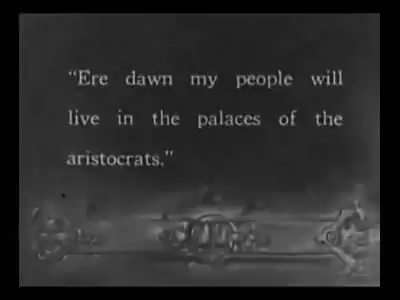 "Ere dawn my people will
live in the palaces of the
aristocrats."